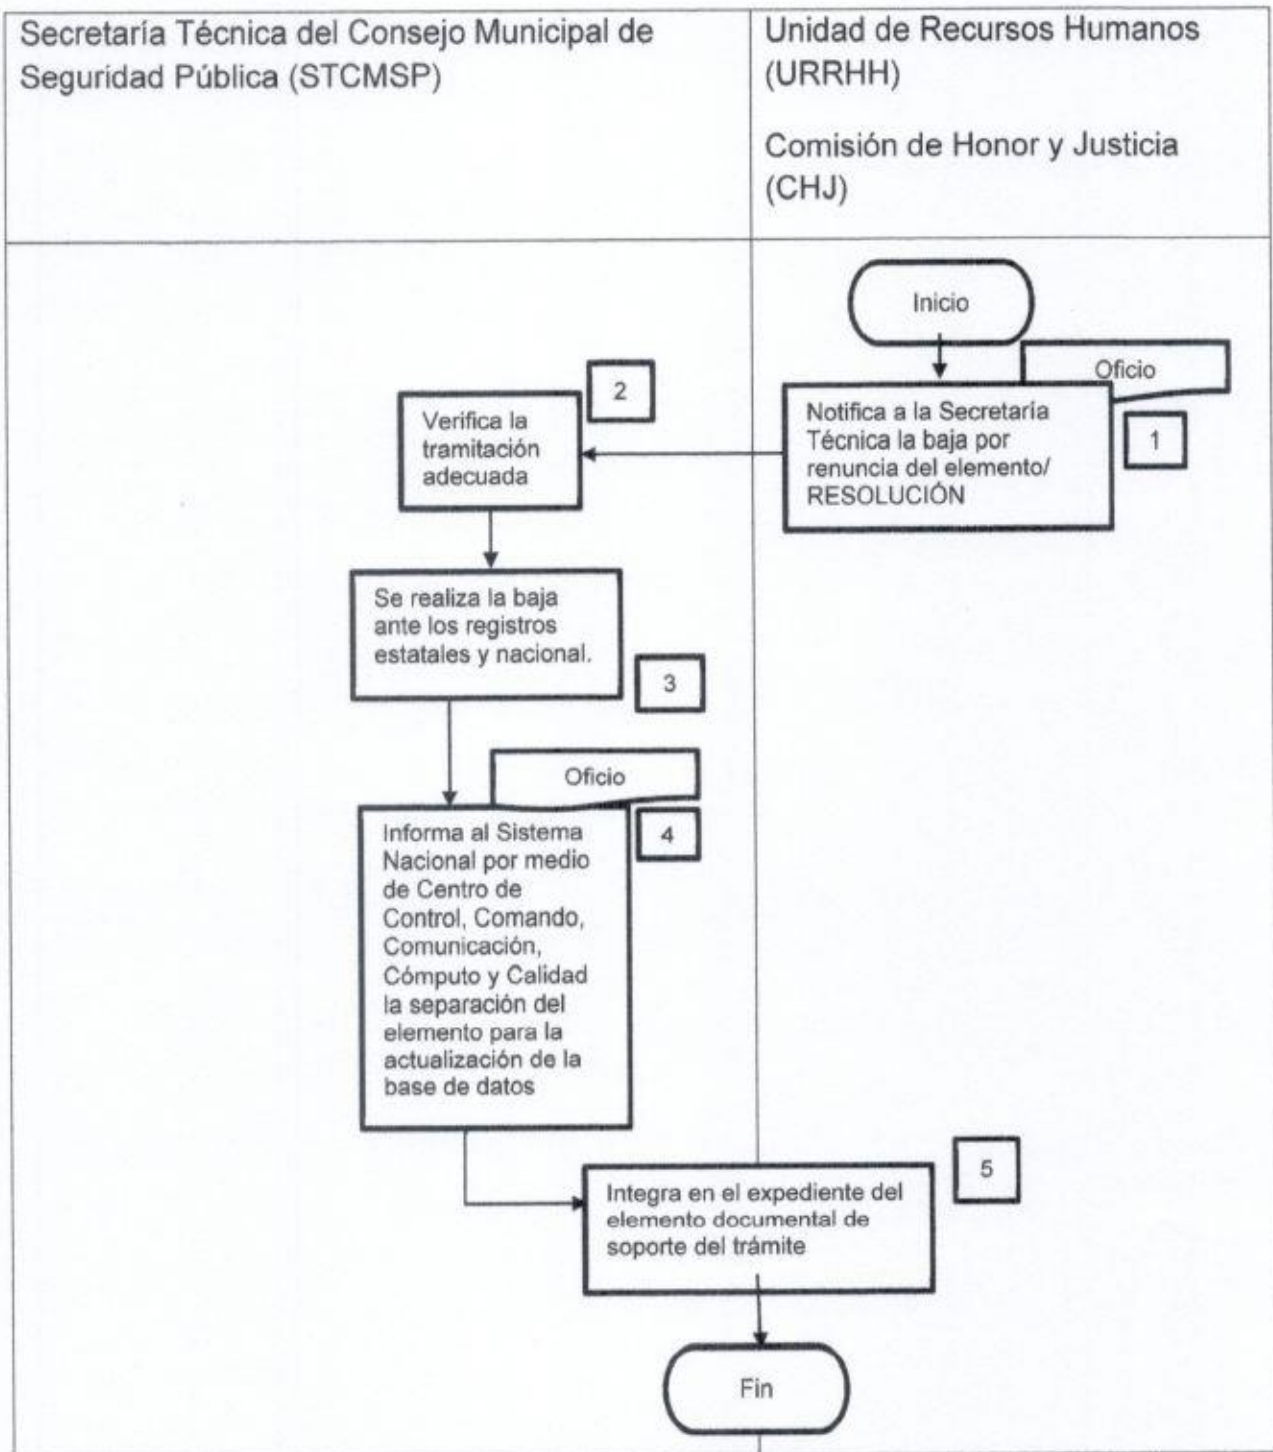 Secretaría Técnica del Consejo Municipal de
Seguridad Pública (STCMSP)
Unidad de Recursos Humanos
(URRHH)
Comisión de Honor y Justicia
(CHJ)
Inicio
Oficio
Notifica a la Secretaría
Técnica la baja por
renuncia del elemento/
RESOLUCIÓN
1
2
Verifica la
tramitación
adecuada
Se realiza la baja
ante los registros
estatales y nacional.
3
Oficio
4
Informa al Sistema
Nacional por medio
de Centro de
Control, Comando,
Comunicación,
Cómputo y Calidad
la separación del
elemento para la
actualización de la
base de datos
5
Integra en el expediente del
elemento documental de
soporte del trámite
Fin